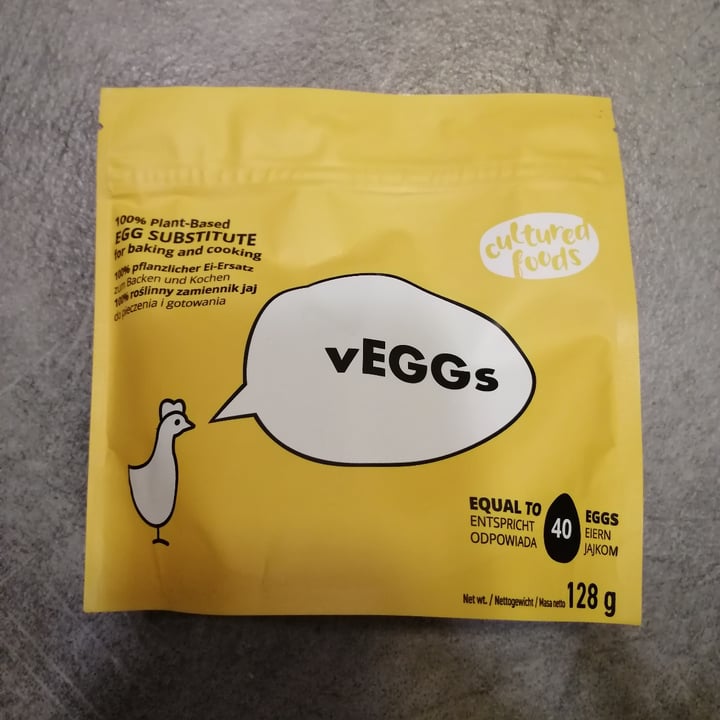 100% Plant-Based
EGG SUBSTITUTE
for baking and cooking
100% pflanzlicher Ei-Ersatz
zum Backen und Kochen
100% roślinny zamiennik jaj
do pieczenia i gotowania
cultured
foods
vEGGs
EQUAL TO 40 EGGS
ENTSPRICHT EIERN
ODPOWIADA JAJKOM
Net wt. / Nettogewicht / Masa netto 128 g